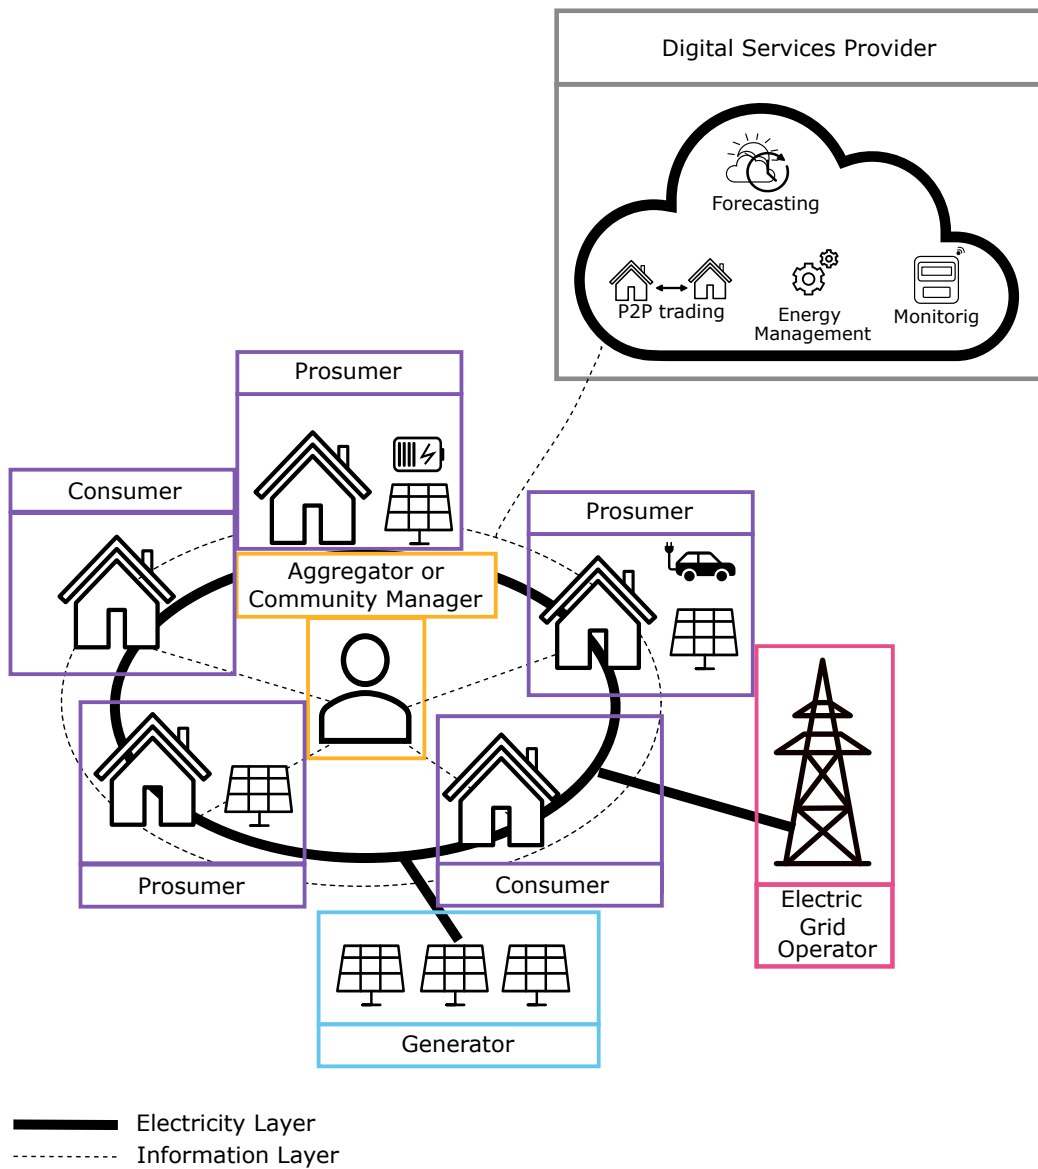 Digital Services Provider
Forecasting
P2P trading
Energy
Management
Monitorig
Prosumer
Consumer
Prosumer
Aggregator or
Community Manager
Prosumer
Consumer
Electric
Grid
Operator
Generator
Electricity Layer
Information Layer